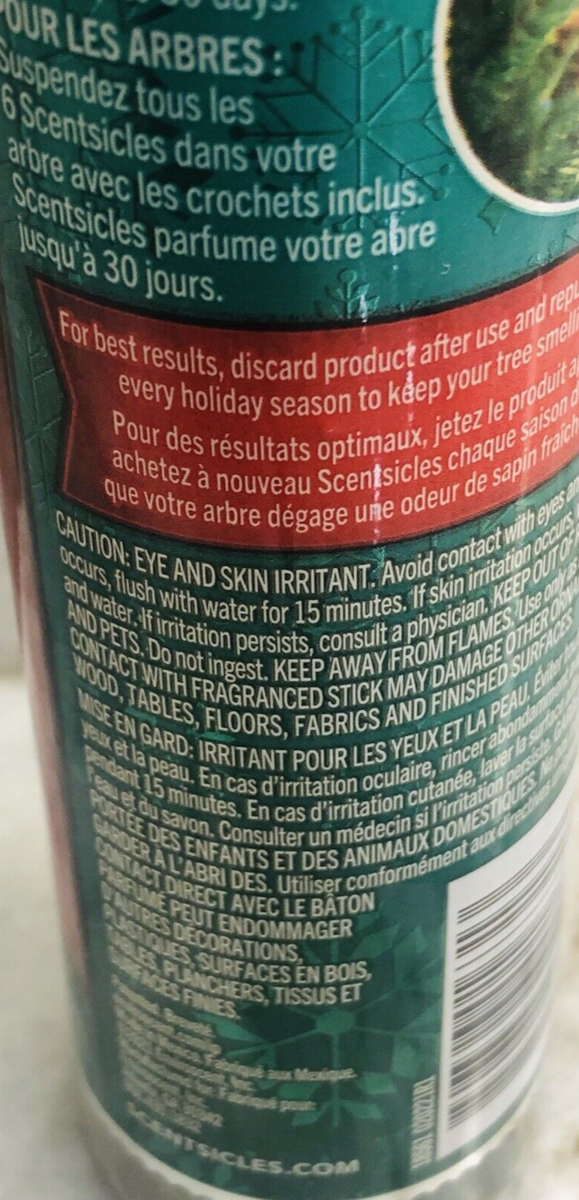 days.
POUR LES ARBRES :
Suspendez tous les
6 Scentsicles dans votre
arbre avec les crochets inclus.
Scentsicles parfume votre abre
jusqu'à 30 jours.
For best results, discard product after use and
every holiday season to keep your tree
Pour des résultats optimaux, jetez le produit
achetez à nouveau Scentsicles chaque saison
que votre arbre dégage une odeur de sapin
CAUTION: EYE AND SKIN IRRITANT. Avoid contact with eyes
occurs, flush with water for 15 minutes. If skin irritation occurs,
and water. If irritation persists, consult a physician. KEEP OUT OF
AND PETS. Do not ingest. KEEP AWAY FROM FLAMES. Use only
CONTACT WITH FRAGRANCED STICK MAY DAMAGE OTHER
WOOD, TABLES, FLOORS, FABRICS AND FINISHED SURFACES
MISE EN GARD: IRRITANT POUR LES YEUX ET LA PEAU. Éviter
yeux et la peau. En cas d'irritation oculaire, rincer
pendant 15 minutes. En cas d'irritation cutanée, laver la
l'eau et du savon. Consulter un médecin si l'irritation persiste.
PORTÉE DES ENFANTS ET DES ANIMAUX DOMESTIQUES.
GARDER À L'ABRI DES. Utiliser conformément aux directives
CONTACT DIRECT AVEC LE BÂTON
PARFUMÉ PEUT ENDOMMAGER
D'AUTRES DÉCORATIONS,
PLASTIQUES, SURFACES EN BOIS,
TABLES, PLANCHERS, TISSUS ET
SURFACES FINIES.
aux Mexique.
pour:
SCENTSICLES.COM